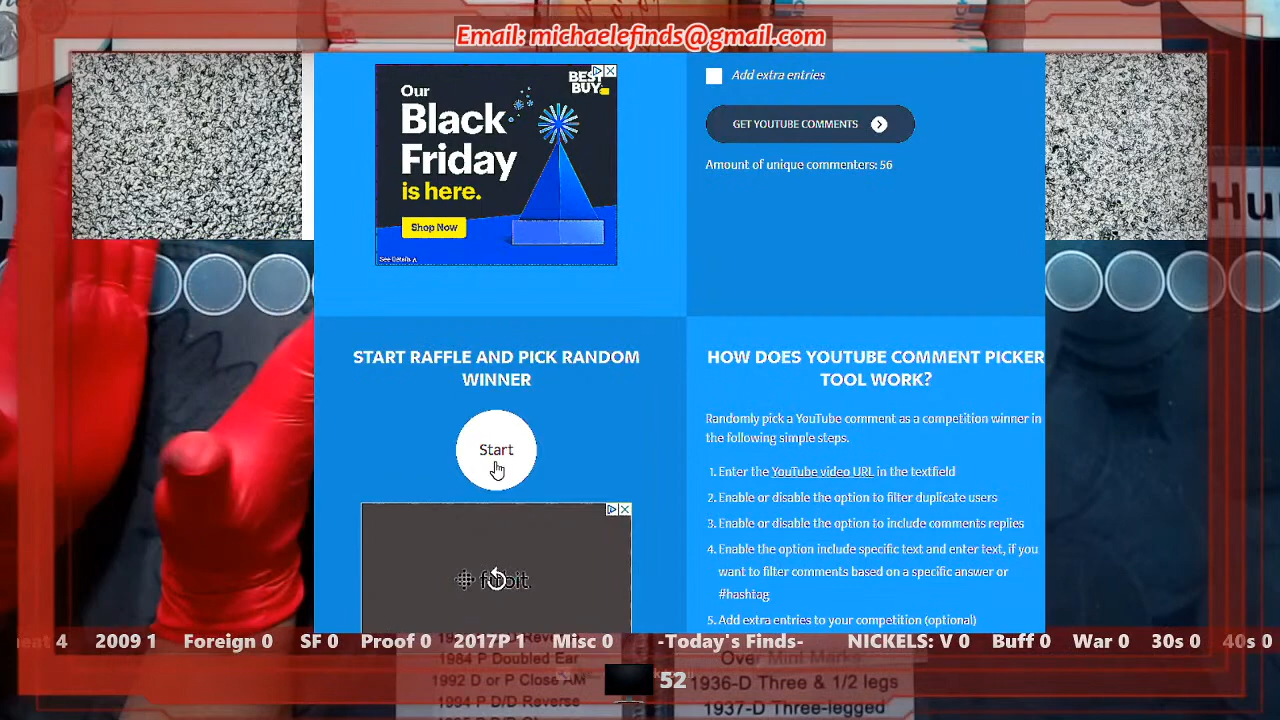 Email: michaelefinds@gmail.com
Our
Black
Friday
is here.
Shop Now
See Details
BEST
BUY
Add extra entries
GET YOUTUBE COMMENTS
Amount of unique commenters: 56
START RAFFLE AND PICK RANDOM
WINNER
Start
fitbit
HOW DOES YOUTUBE COMMENT PICKER
TOOL WORK?
Randomly pick a YouTube comment as a competition winner in
the following simple steps.
1. Enter the YouTube video URL in the textfield
2. Enable or disable the option to filter duplicate users
3. Enable or disable the option to include comments replies
4. Enable the option include specific text and enter text, if you
want to filter comments based on a specific answer or
#hashtag
5. Add extra entries to your competition (optional)
4 2009 1 Foreign 0 SF 0 Proof 0 2017P 1 Misc 0 -Today's Finds- NICKELS: V 0 Buff 0 War 0 30s 0 40s 0
1984 P Doubled Ear
1992 D or P Close AM
1994 P D/D Reverse
52
Over Mint Marks
1936-D Three & 1/2 legs
1937-D Three-legged